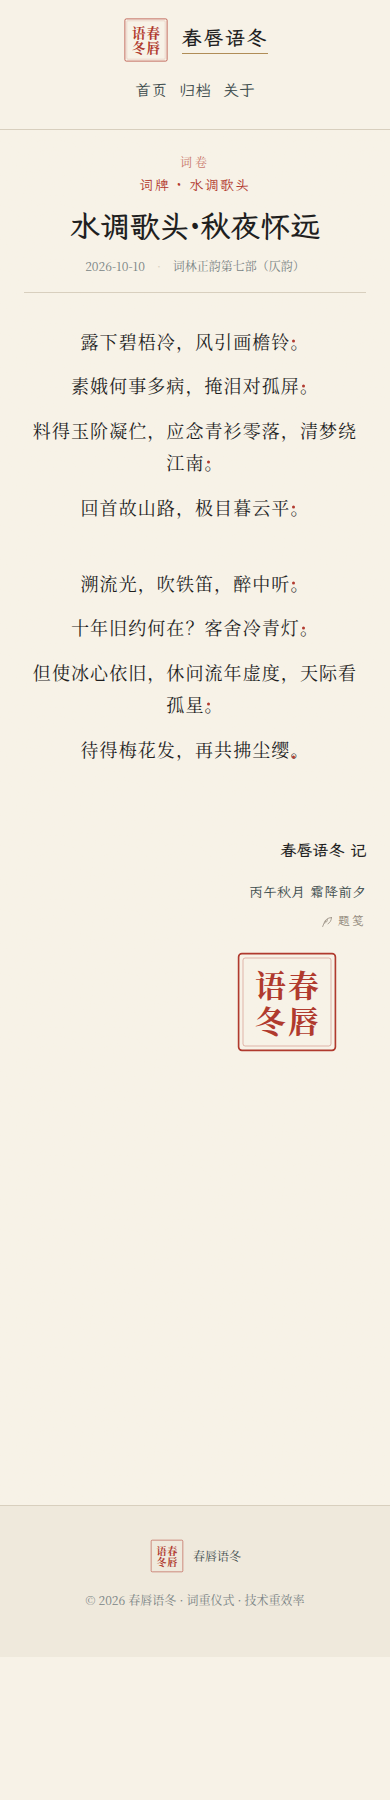 春唇语冬
春唇语冬
首页 归档 关于
词卷
词牌 · 水调歌头
水调歌头·秋夜怀远
2026-10-10 · 词林正韵第七部（仄韵）
露下碧梧冷，风引画檐铃。
素娥何事多病，掩泪对孤屏。
料得玉阶凝伫，应念青衫零落，清梦绕
江南。
回首故山路，极目暮云平。
溯流光，吹铁笛，醉中听。
十年旧约何在？客舍冷青灯。
但使冰心依旧，休问流年虚度，天际看
孤星。
待得梅花发，再共拂尘缨。
春唇语冬 记
丙午秋月 霜降前夕
题笺
春唇语冬
春唇语冬
春唇语冬
© 2026 春唇语冬 · 词重仪式 · 技术重效率